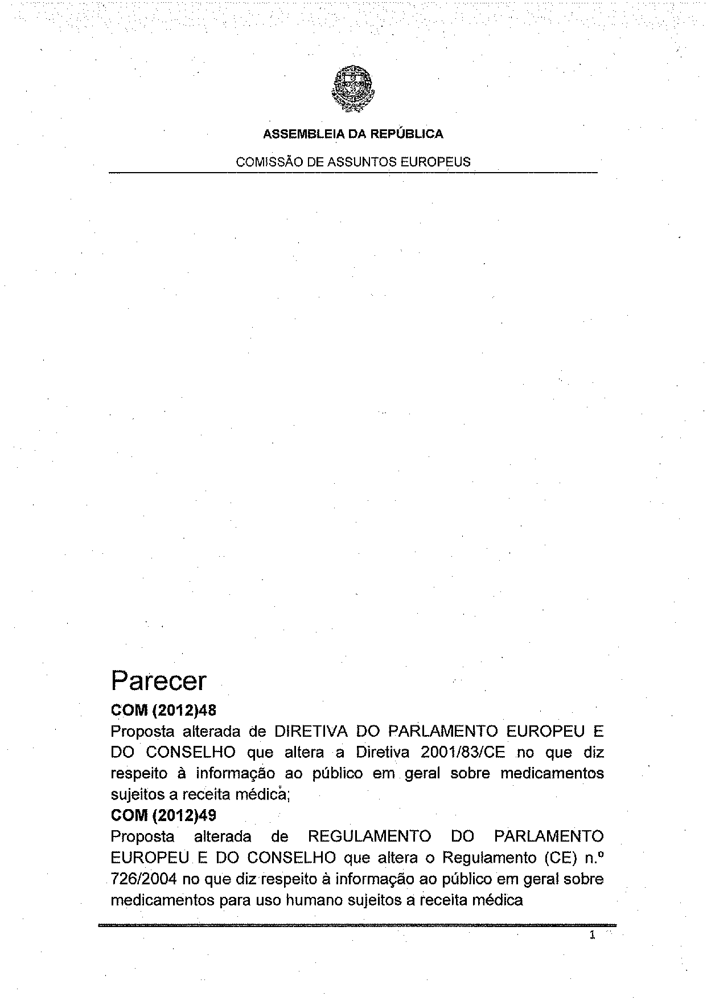 ASSEMBLEIA DA REPÚBLICA
COMISSÃO DE ASSUNTOS EUROPEUS
Parecer
COM (2012)48
Proposta alterada de DIRETIVA DO PARLAMENTO EUROPEU E
DO CONSELHO que altera a Diretiva 2001/83/CE no que diz
respeito à informação ao público em geral sobre medicamentos
sujeitos a receita médica;
COM (2012)49
Proposta alterada de REGULAMENTO DO PARLAMENTO
EUROPEU E DO CONSELHO que altera o Regulamento (CE) n.º
726/2004 no que diz respeito à informação ao público em geral sobre
medicamentos para uso humano sujeitos a receita médica
1